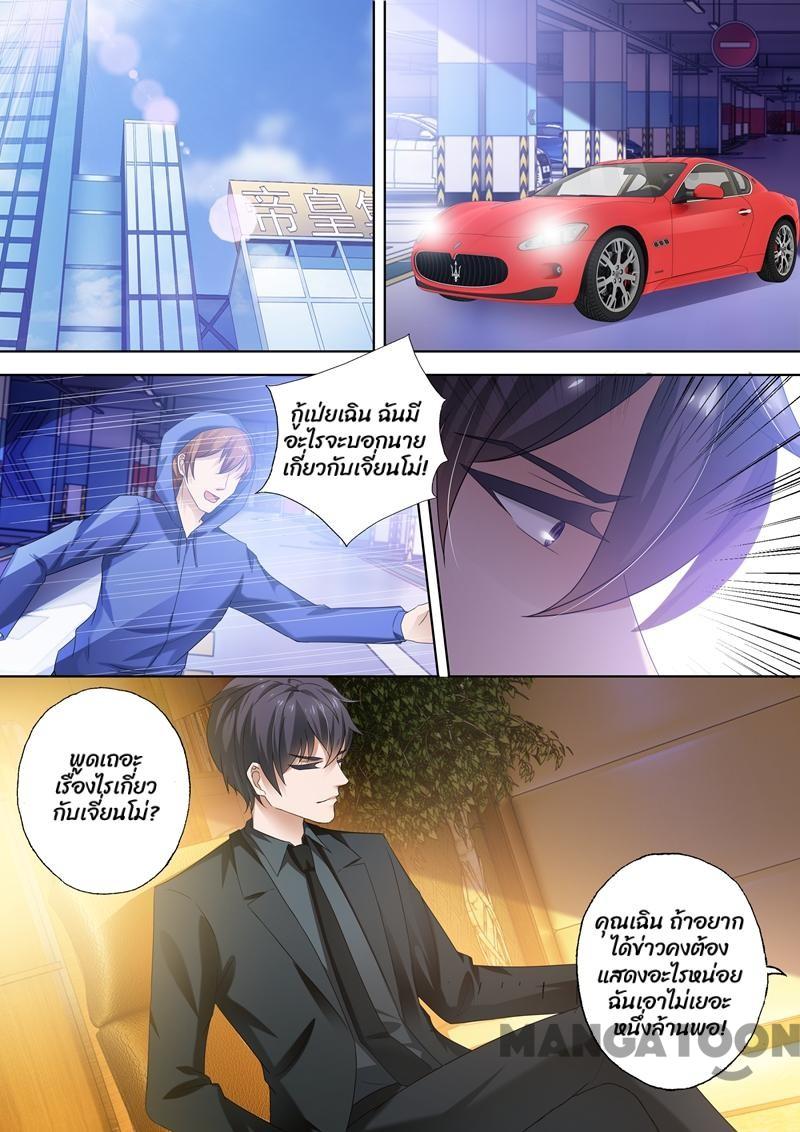 帝皇集
กู้เป่ยเฉิน ฉันมี
อะไรจะบอกนาย
เกี่ยวกับเจี่ยนโม่!
พูดเถอะ
เรื่องไรเกี่ยว
กับเจี่ยนโม่?
คุณเฉิน ถ้าอยาก
ได้ข่าวคงต้อง
แสดงอะไรหน่อย
ฉันเอาไม่เยอะ
หนึ่งล้านพอ!
MANGATOON